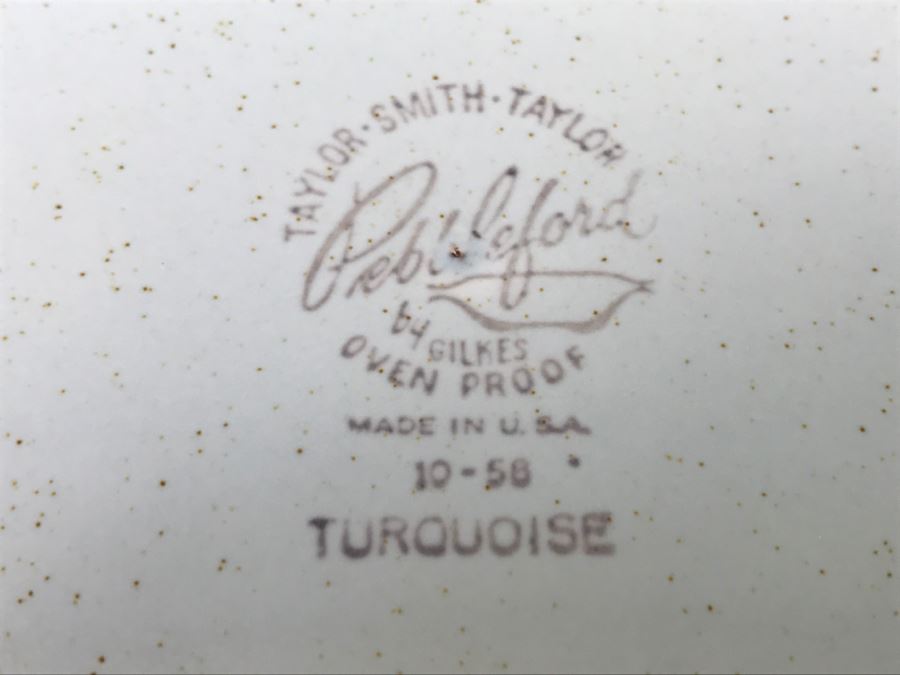 TAYLOR · SMITH · TAYLOR
Pebbleford
by GILKES
OVEN PROOF
MADE IN U.S.A.
10-58
TURQUOISE